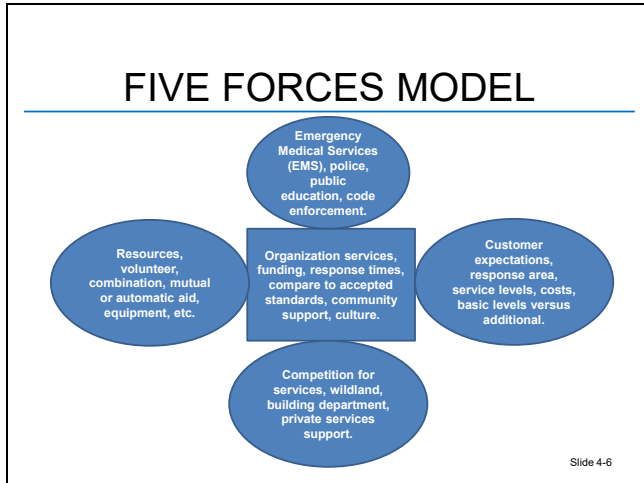 FIVE FORCES MODEL
Emergency
Medical Services
(EMS), police,
public
education, code
enforcement.
Resources,
volunteer,
combination, mutual
or automatic aid,
equipment, etc.
Organization services,
funding, response times,
compare to accepted
standards, community
support, culture.
Customer
expectations,
response area,
service levels, costs,
basic levels versus
additional.
Competition for
services, wildland,
building department,
private services
support.
Slide 4-6